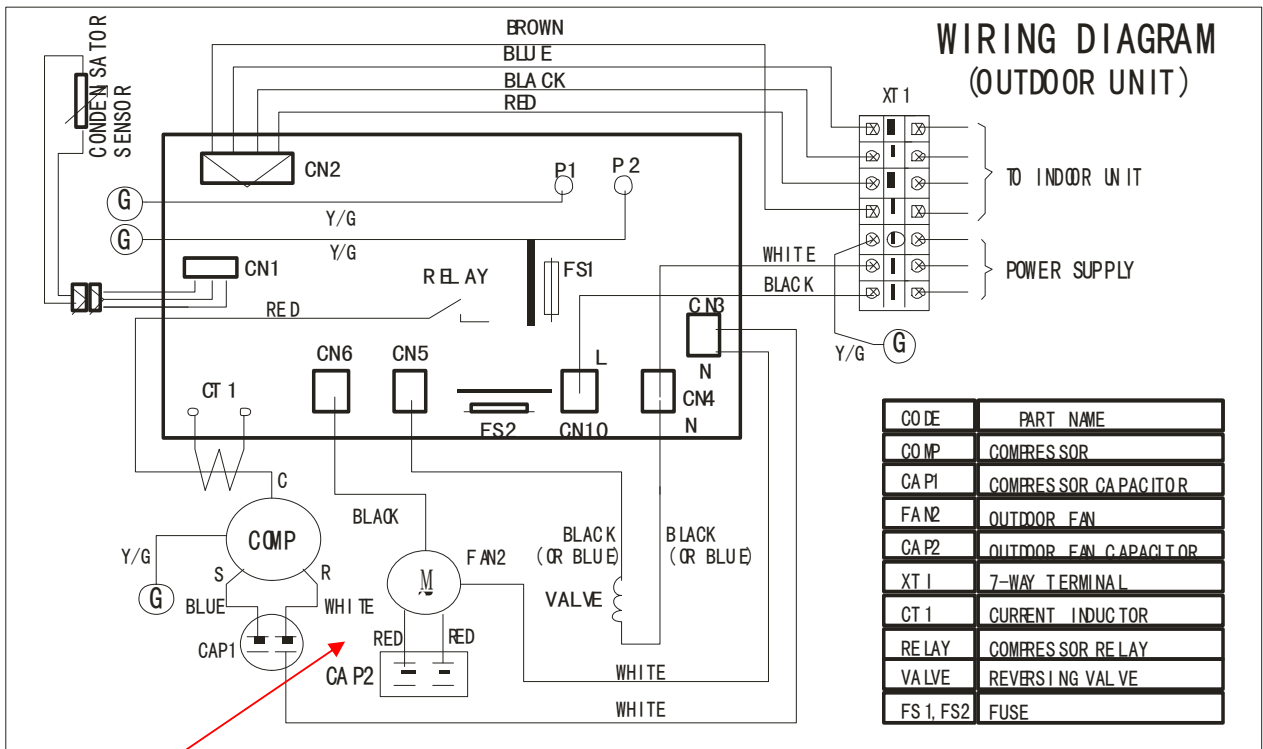 WIRING DIAGRAM
(OUTDOOR UNIT)
BROWN
BLUE
BLACK
RED
XT1
CONDENSATOR
SENSOR
CN2
P1
P2
TO INDOOR UNIT
G
Y/G
G
Y/G
CN1
RELAY
FS1
WHITE
POWER SUPPLY
BLACK
RED
CN3
Y/G
G
CN6
CN5
L
N
CT1
CN4
FS2
CN10
N
C
BLACK
COMP
Y/G
FAN2
M
BLACK
(OR BLUE)
BLACK
(OR BLUE)
S
R
G
BLUE
WHITE
VALVE
RED
RED
CAP1
CAP2
WHITE
WHITE
CODE PART NAME
COMP COMPRESSOR
CAP1 COMPRESSOR CAPACITOR
FAN2 OUTDOOR FAN
CAP2 OUTDOOR FAN CAPACITOR
XT1 7-WAY TERMINAL
CT1 CURRENT INDUCTOR
RELAY COMPRESSOR RELAY
VALVE REVERSING VALVE
FS1, FS2 FUSE